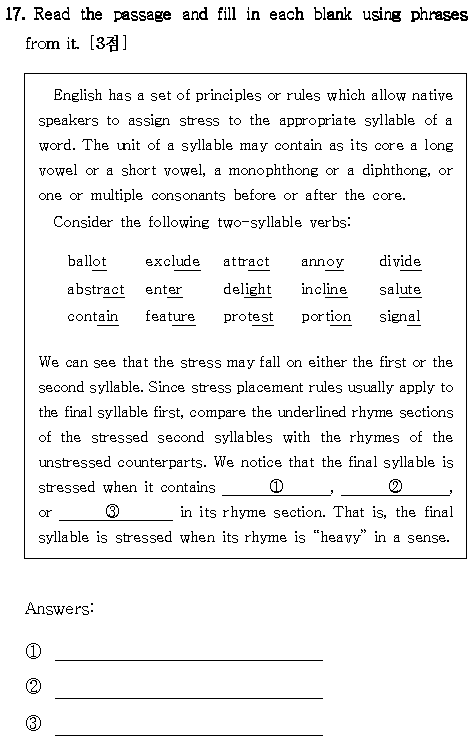 17. Read the passage and fill in each blank using phrases
from it. [3점]
English has a set of principles or rules which allow native
speakers to assign stress to the appropriate syllable of a
word. The unit of a syllable may contain as its core a long
vowel or a short vowel, a monophthong or a diphthong, or
one or multiple consonants before or after the core.
Consider the following two-syllable verbs:
ballot exclude attract annoy divide
abstract enter delight incline salute
contain feature protest portion signal
We can see that the stress may fall on either the first or the
second syllable. Since stress placement rules usually apply to
the final syllable first, compare the underlined rhyme sections
of the stressed second syllables with the rhymes of the
unstressed counterparts. We notice that the final syllable is
stressed when it contains ①, ②,
or ③ in its rhyme section. That is, the final
syllable is stressed when its rhyme is "heavy" in a sense.
Answers:
①
②
③